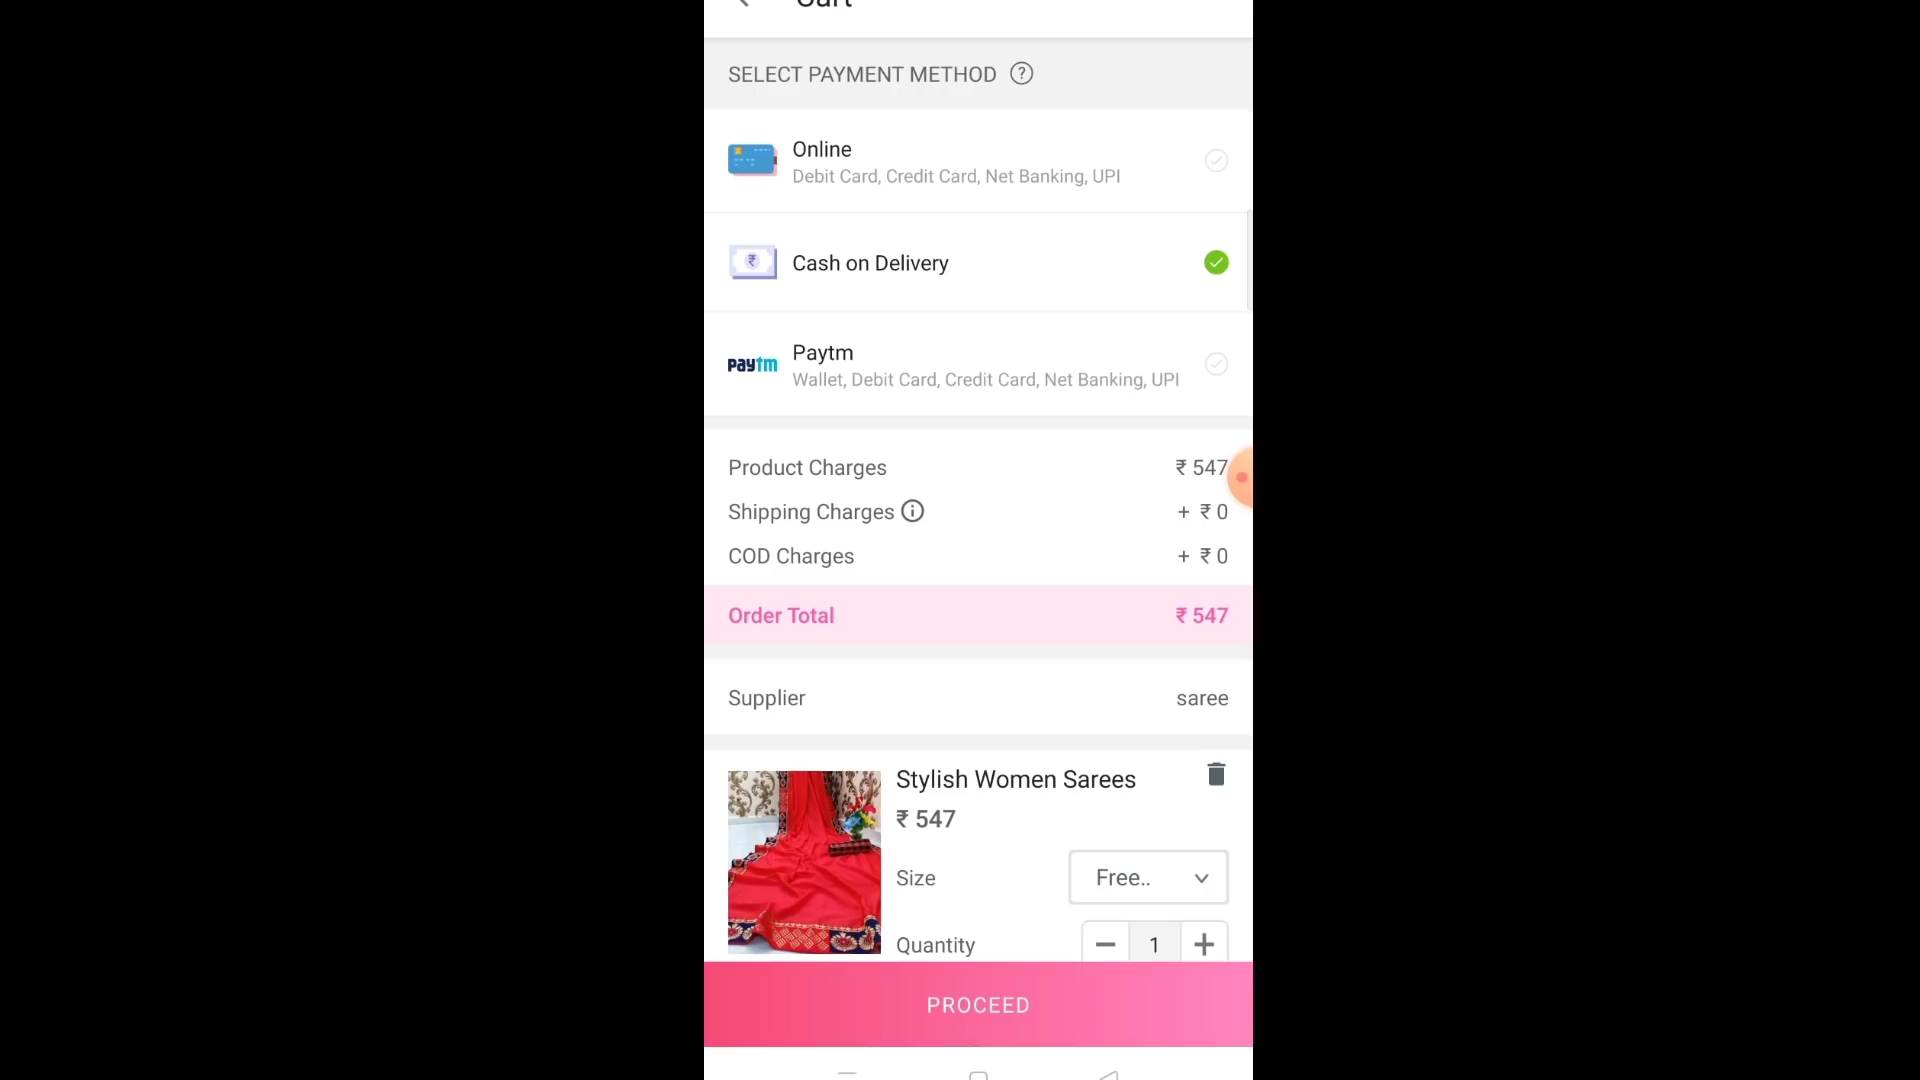 Cart
SELECT PAYMENT METHOD ?
Online
Debit Card, Credit Card, Net Banking, UPI
₹ Cash on Delivery
paytm
Paytm
Wallet, Debit Card, Credit Card, Net Banking, UPI
Product Charges ₹ 547
Shipping Charges + ₹ 0
COD Charges + ₹ 0
Order Total ₹ 547
Supplier saree
Stylish Women Sarees
₹ 547
Size Free..
Quantity 1
PROCEED